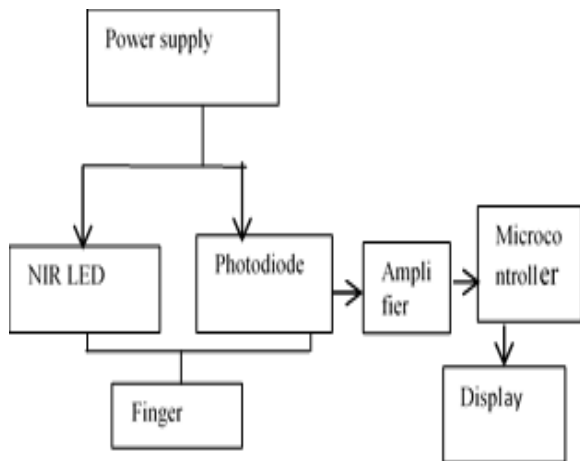 Power supply
NIR LED
Photodiode
Ampli
fier
Microco
ntroller
Finger
Display